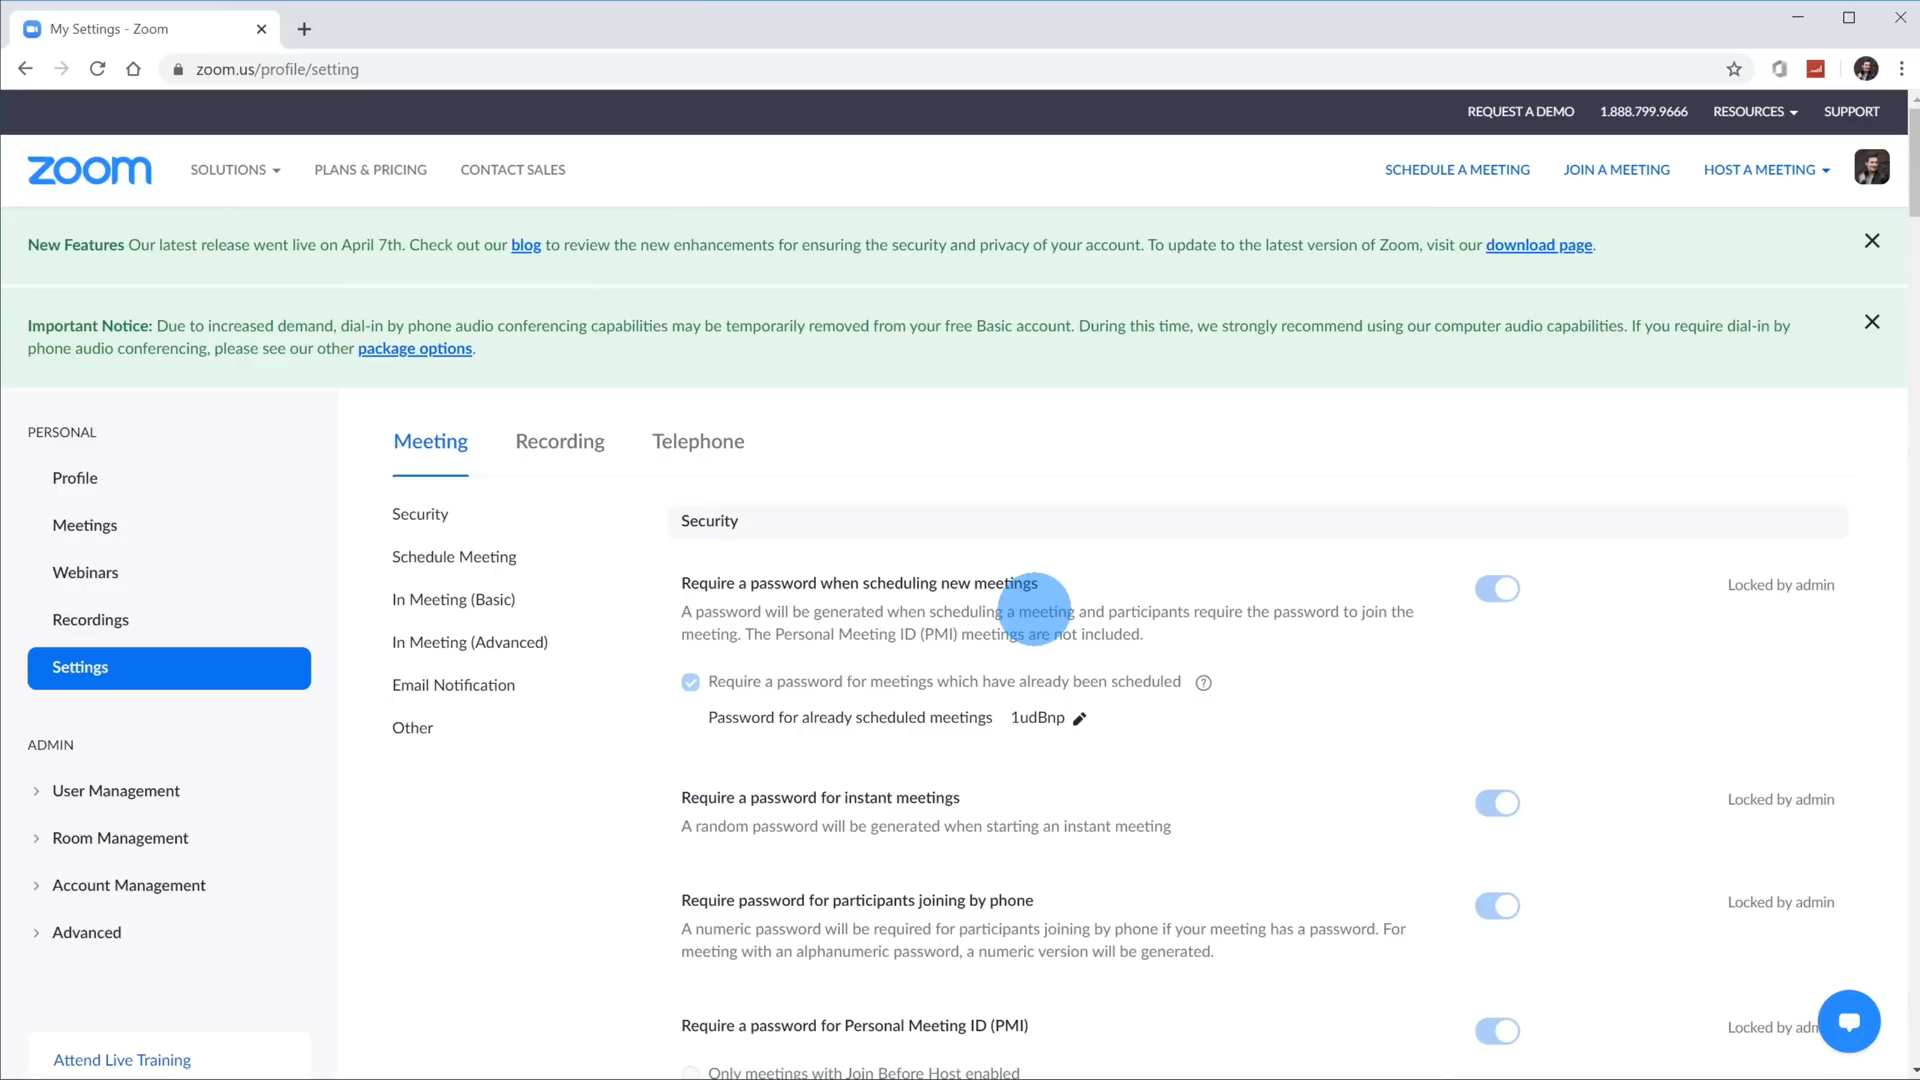 My Settings - Zoom
zoom.us/profile/setting
REQUEST A DEMO 1.888.799.9666 RESOURCES SUPPORT
zoom SOLUTIONS PLANS & PRICING CONTACT SALES SCHEDULE A MEETING JOIN A MEETING HOST A MEETING
New Features Our latest release went live on April 7th. Check out our blog to review the new enhancements for ensuring the security and privacy of your account. To update to the latest version of Zoom, visit our download page.
Important Notice: Due to increased demand, dial-in by phone audio conferencing capabilities may be temporarily removed from your free Basic account. During this time, we strongly recommend using our computer audio capabilities. If you require dial-in by
phone audio conferencing, please see our other package options.
PERSONAL
Profile
Meetings
Webinars
Recordings
Settings
ADMIN
User Management
Room Management
Account Management
Advanced
Attend Live Training
Meeting Recording Telephone
Security
Schedule Meeting
In Meeting (Basic)
In Meeting (Advanced)
Email Notification
Other
Security
Require a password when scheduling new meetings
Locked by admin
A password will be generated when scheduling a meeting and participants require the password to join the
meeting. The Personal Meeting ID (PMI) meetings are not included.
Require a password for meetings which have already been scheduled ?
Password for already scheduled meetings 1udBnp
Require a password for instant meetings
Locked by admin
A random password will be generated when starting an instant meeting
Require password for participants joining by phone
Locked by admin
A numeric password will be required for participants joining by phone if your meeting has a password. For
meeting with an alphanumeric password, a numeric version will be generated.
Require a password for Personal Meeting ID (PMI)
Locked by adm
Only meetings with Join Before Host enabled